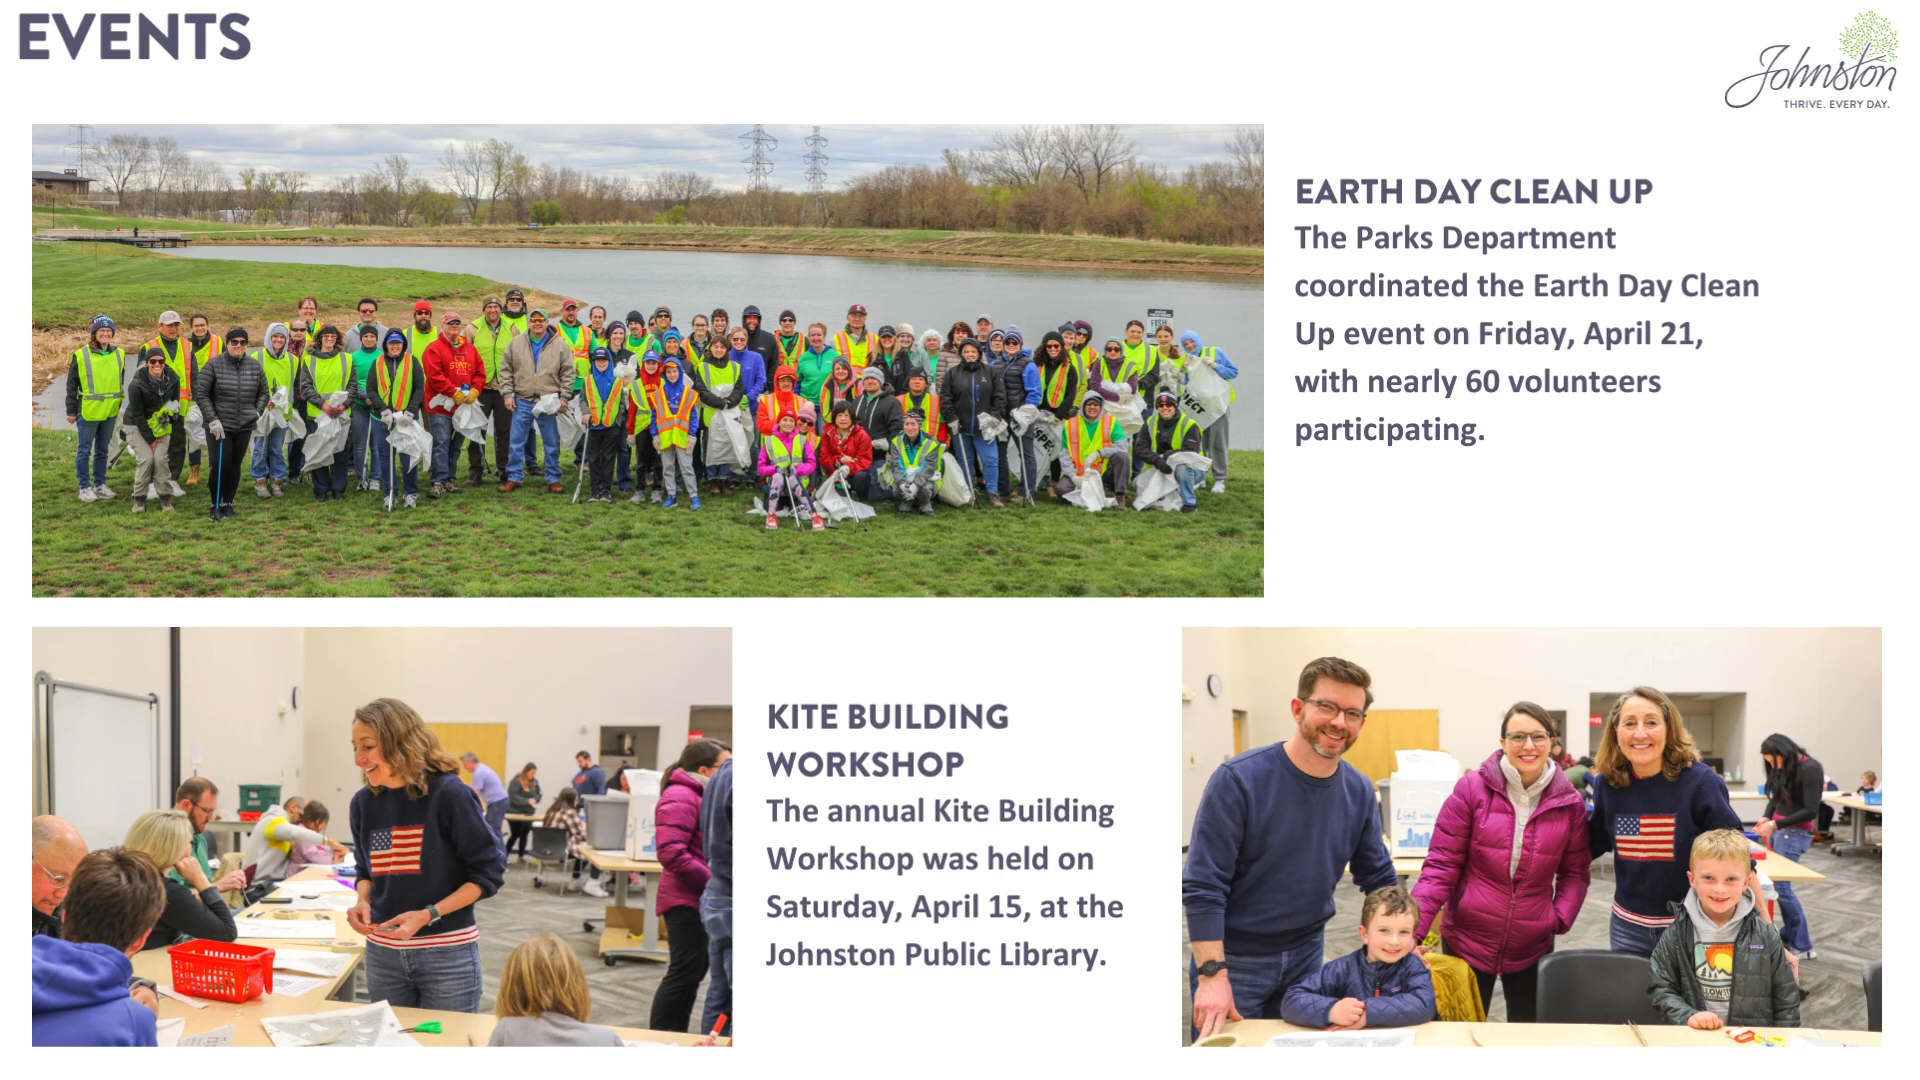 EVENTS
Johnston
THRIVE. EVERY DAY.
EARTH DAY CLEAN UP
The Parks Department
coordinated the Earth Day Clean
Up event on Friday, April 21,
with nearly 60 volunteers
participating.
FISH
STATE
KITE BUILDING
WORKSHOP
The annual Kite Building
Workshop was held on
Saturday, April 15, at the
Johnston Public Library.